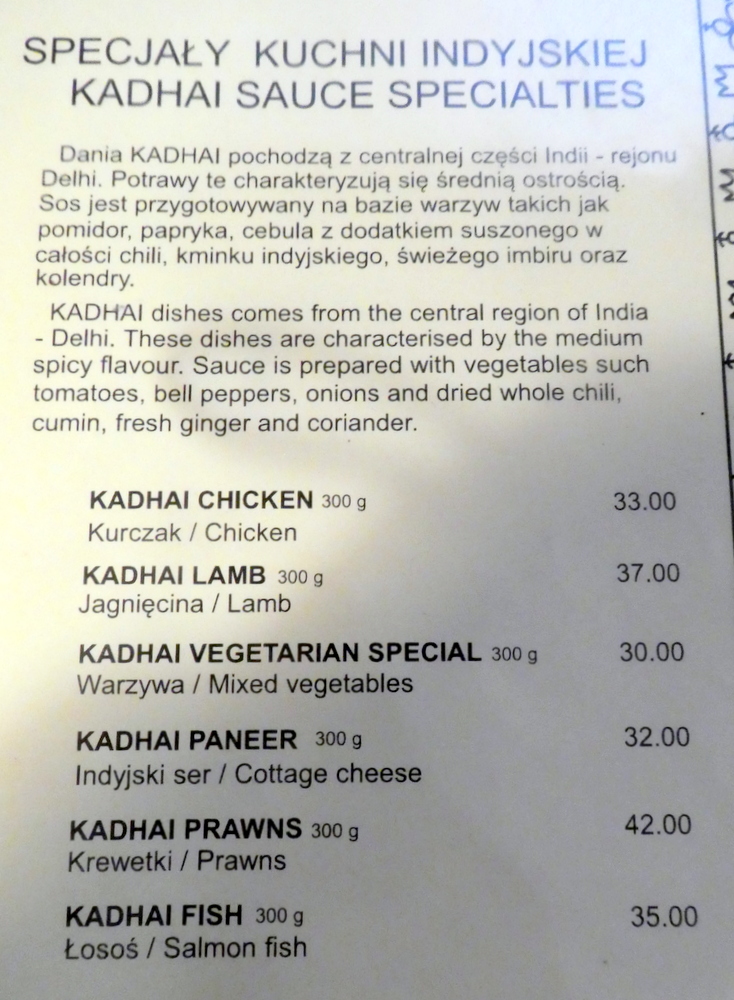 SPECJAŁY KUCHNI INDYJSKIEJ
KADHAI SAUCE SPECIALTIES
Dania KADHAI pochodzą z centralnej części Indii - rejonu
Delhi. Potrawy te charakteryzują się średnią ostrością.
Sos jest przygotowywany na bazie warzyw takich jak
pomidor, papryka, cebula z dodatkiem suszonego w
całości chili, kminku indyjskiego, świeżego imbiru oraz
kolendry.
KADHAI dishes comes from the central region of India
- Delhi. These dishes are characterised by the medium
spicy flavour. Sauce is prepared with vegetables such
tomatoes, bell peppers, onions and dried whole chili,
cumin, fresh ginger and coriander.
KADHAI CHICKEN 300 g 33.00
Kurczak / Chicken
KADHAI LAMB 300 g 37.00
Jagnięcina / Lamb
KADHAI VEGETARIAN SPECIAL 300 g 30.00
Warzywa / Mixed vegetables
KADHAI PANEER 300 g 32.00
Indyjski ser / Cottage cheese
KADHAI PRAWNS 300 g 42.00
Krewetki / Prawns
KADHAI FISH 300 g 35.00
Łosoś / Salmon fish